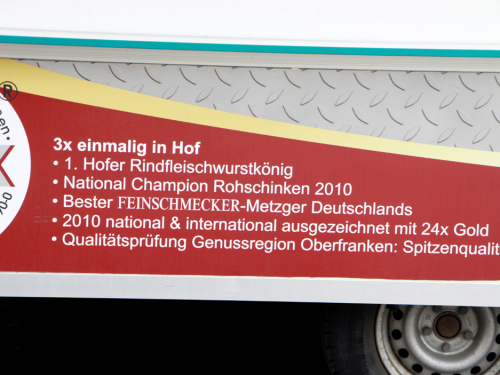 ®
3x einmalig in Hof
• 1. Hofer Rindfleischwurstkönig
• National Champion Rohschinken 2010
• Bester FEINSCHMECKER-Metzger Deutschlands
• 2010 national & international ausgezeichnet mit 24x Gold
• Qualitätsprüfung Genussregion Oberfranken: Spitzenqualit